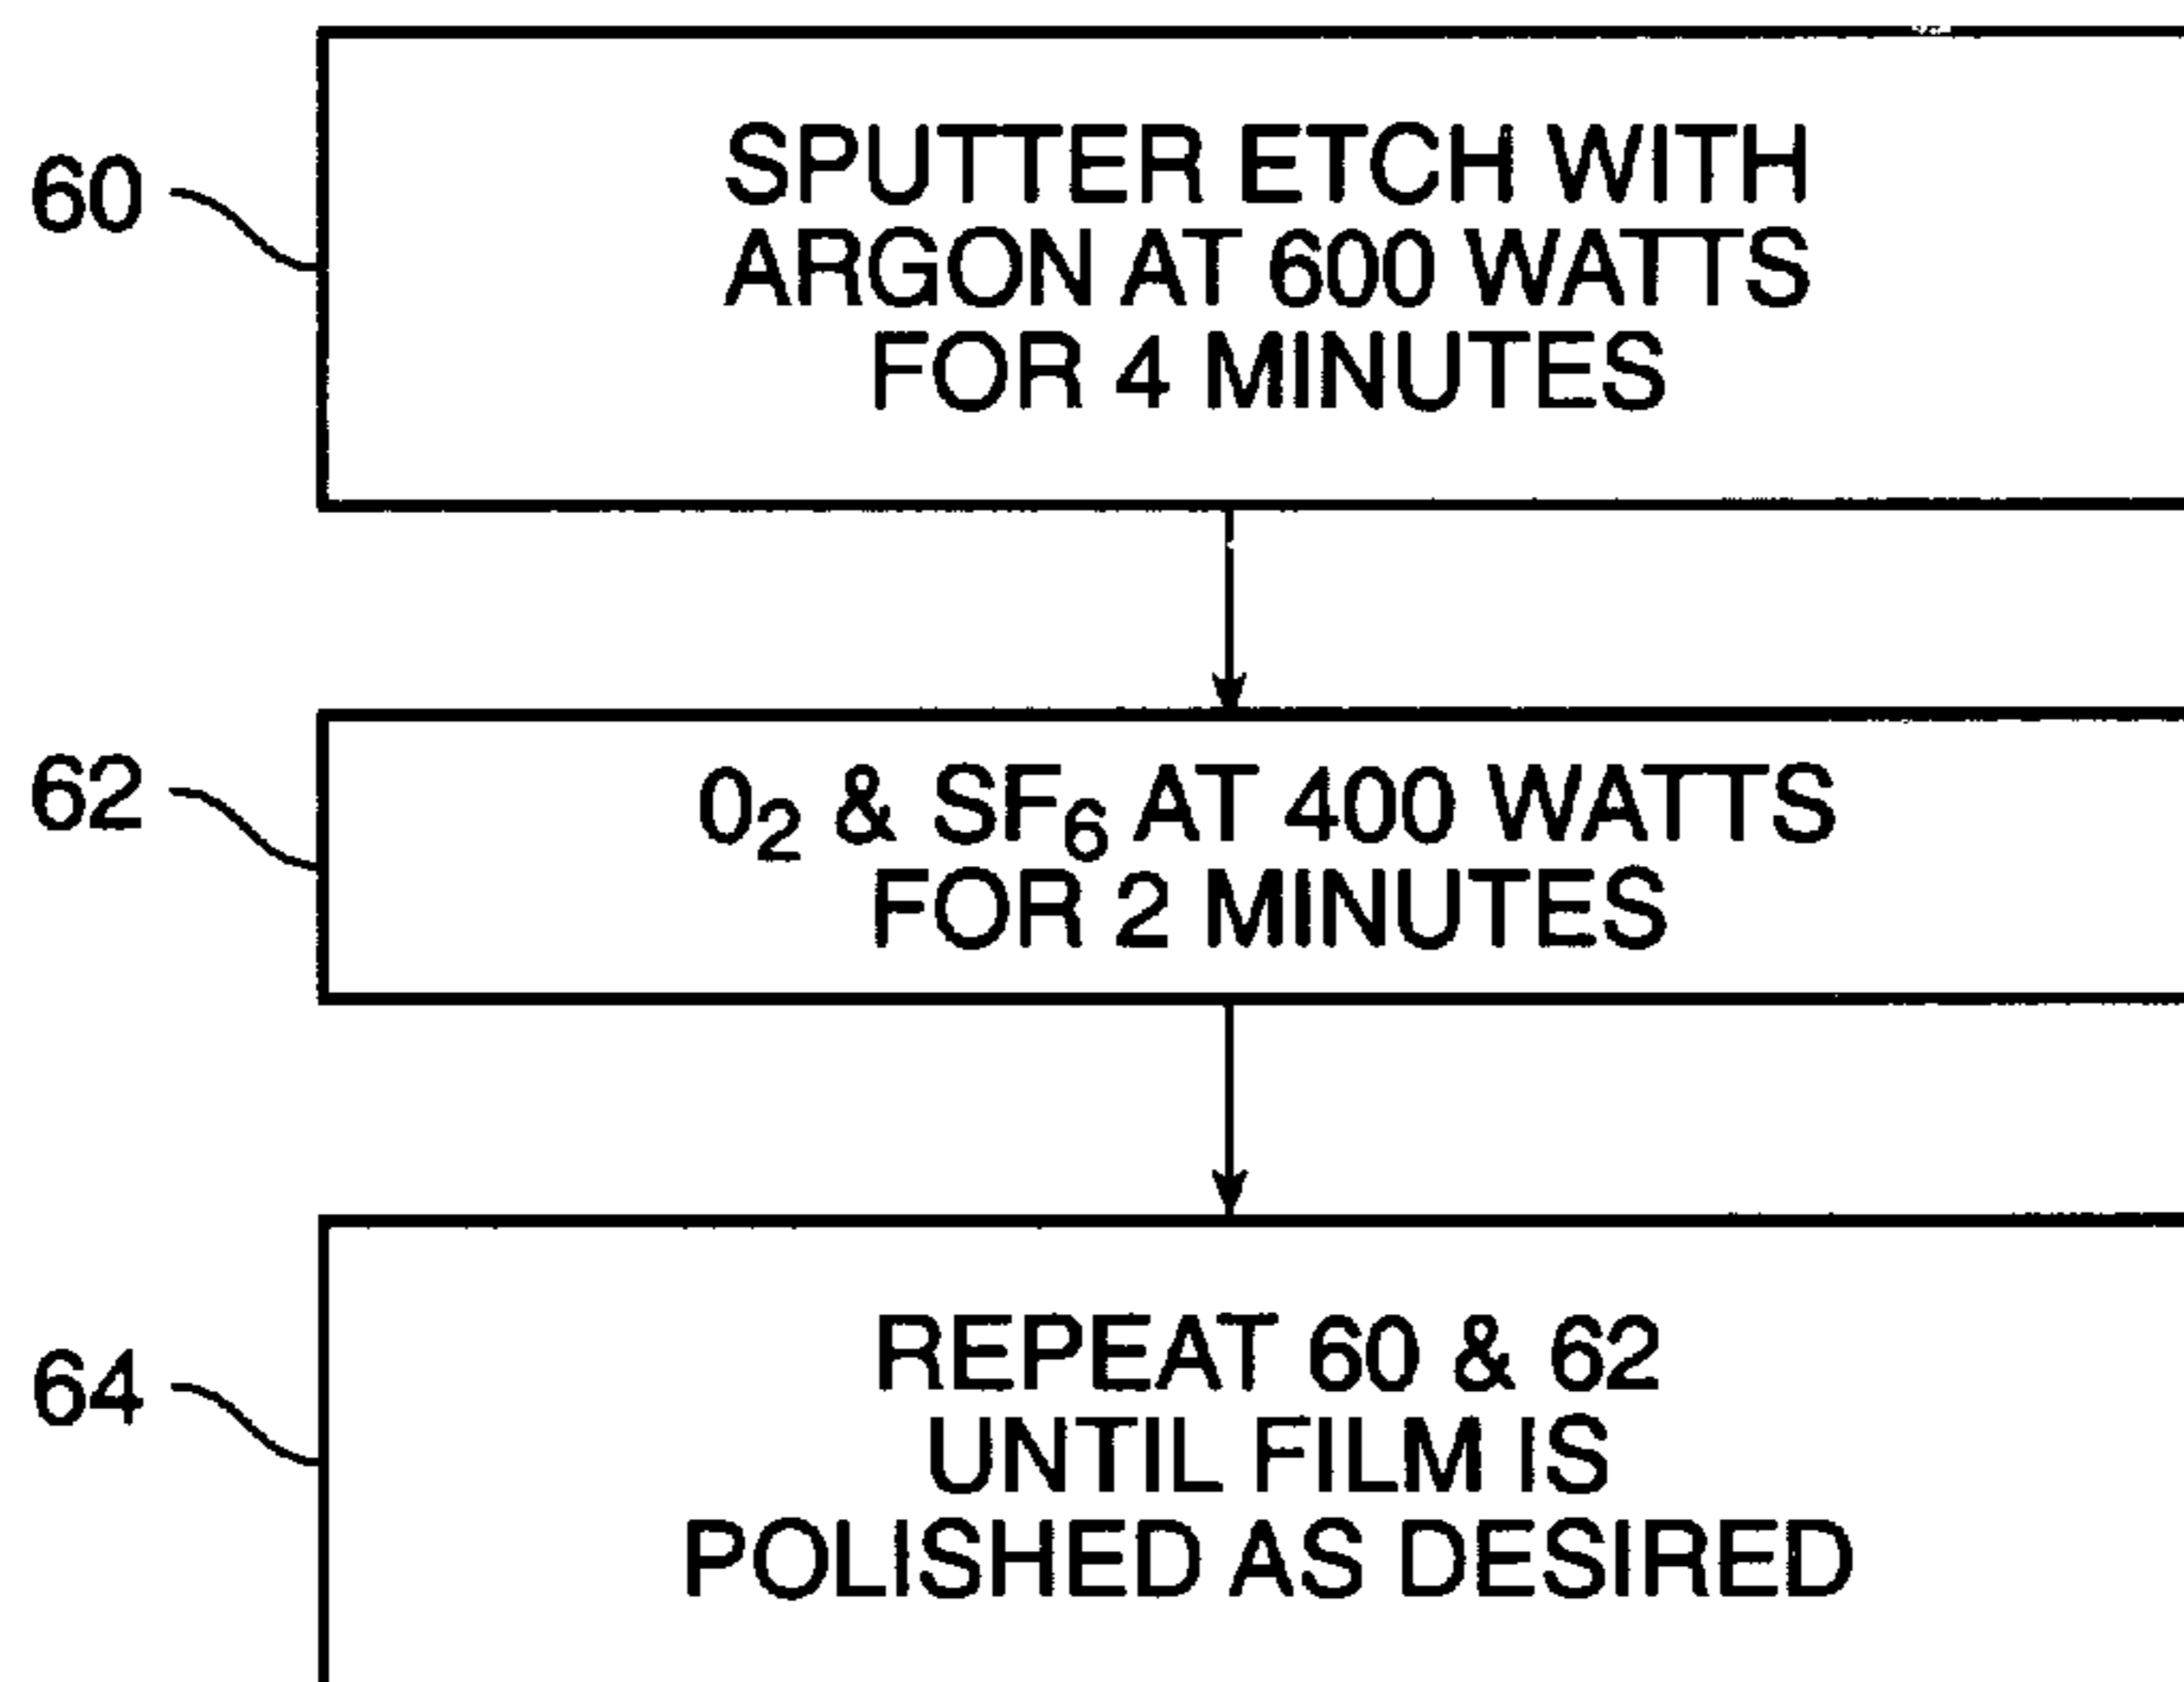 60
SPUTTER ETCH WITH
ARGON AT 600 WATTS
FOR 4 MINUTES
62
O₂ & SF₆ AT 400 WATTS
FOR 2 MINUTES
64
REPEAT 60 & 62
UNTIL FILM IS
POLISHED AS DESIRED